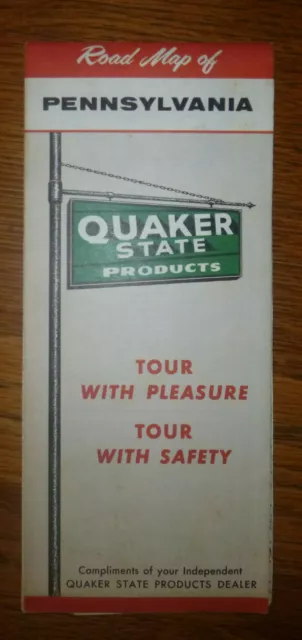 Road Map of
PENNSYLVANIA
QUAKER
STATE
PRODUCTS
TOUR
WITH PLEASURE
TOUR
WITH SAFETY
Compliments of your Independent
QUAKER STATE PRODUCTS DEALER